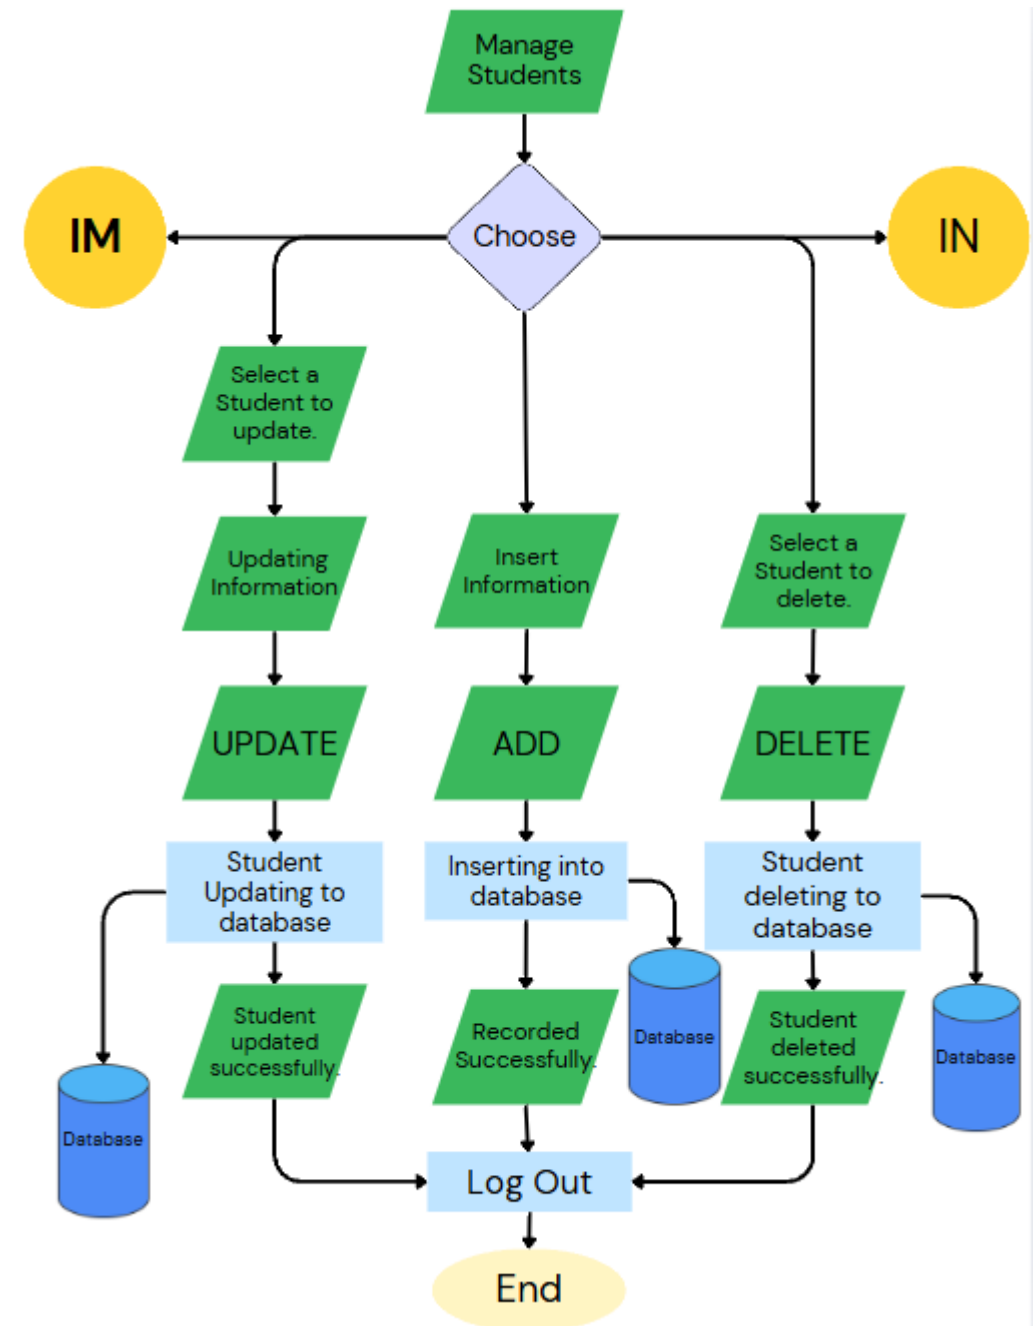 Manage
Students
IM
Choose
IN
Select a
Student to
update.
Updating
Information
Insert
Information
Select a
Student to
delete.
UPDATE
ADD
DELETE
Student
Updating to
database
Inserting into
database
Student
deleting to
database
Student
updated
successfully.
Recorded
Successfully.
Database
Student
deleted
successfully.
Database
Database
Log Out
End